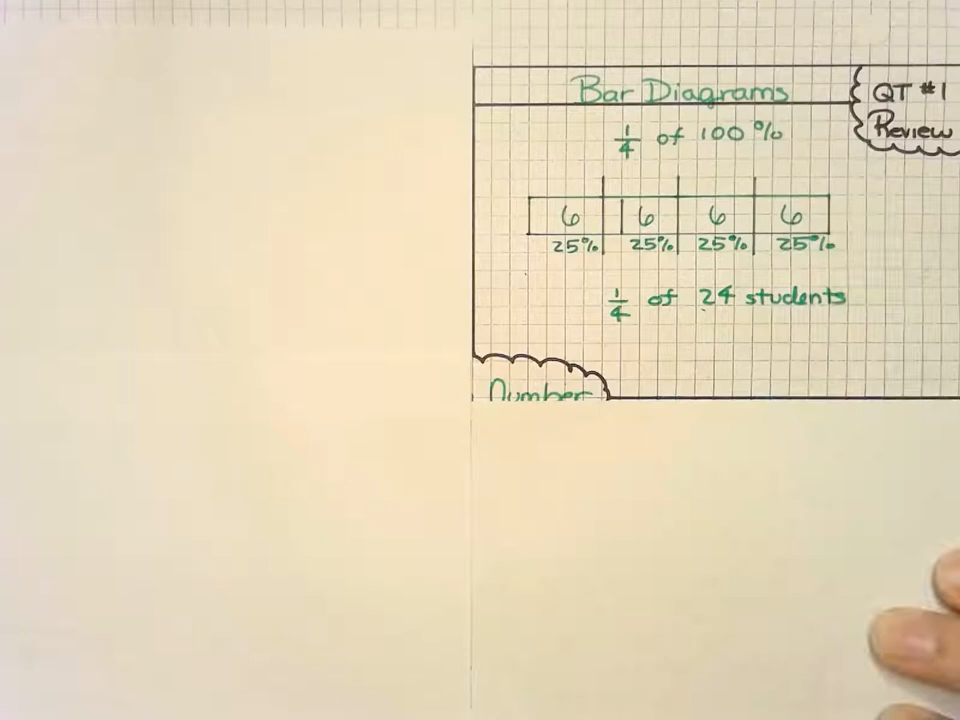 Bar Diagrams
QT #1
Review
1/4 of 100%
6 6 6 6
25% 25% 25% 25%
1/4 of 24 students
Number